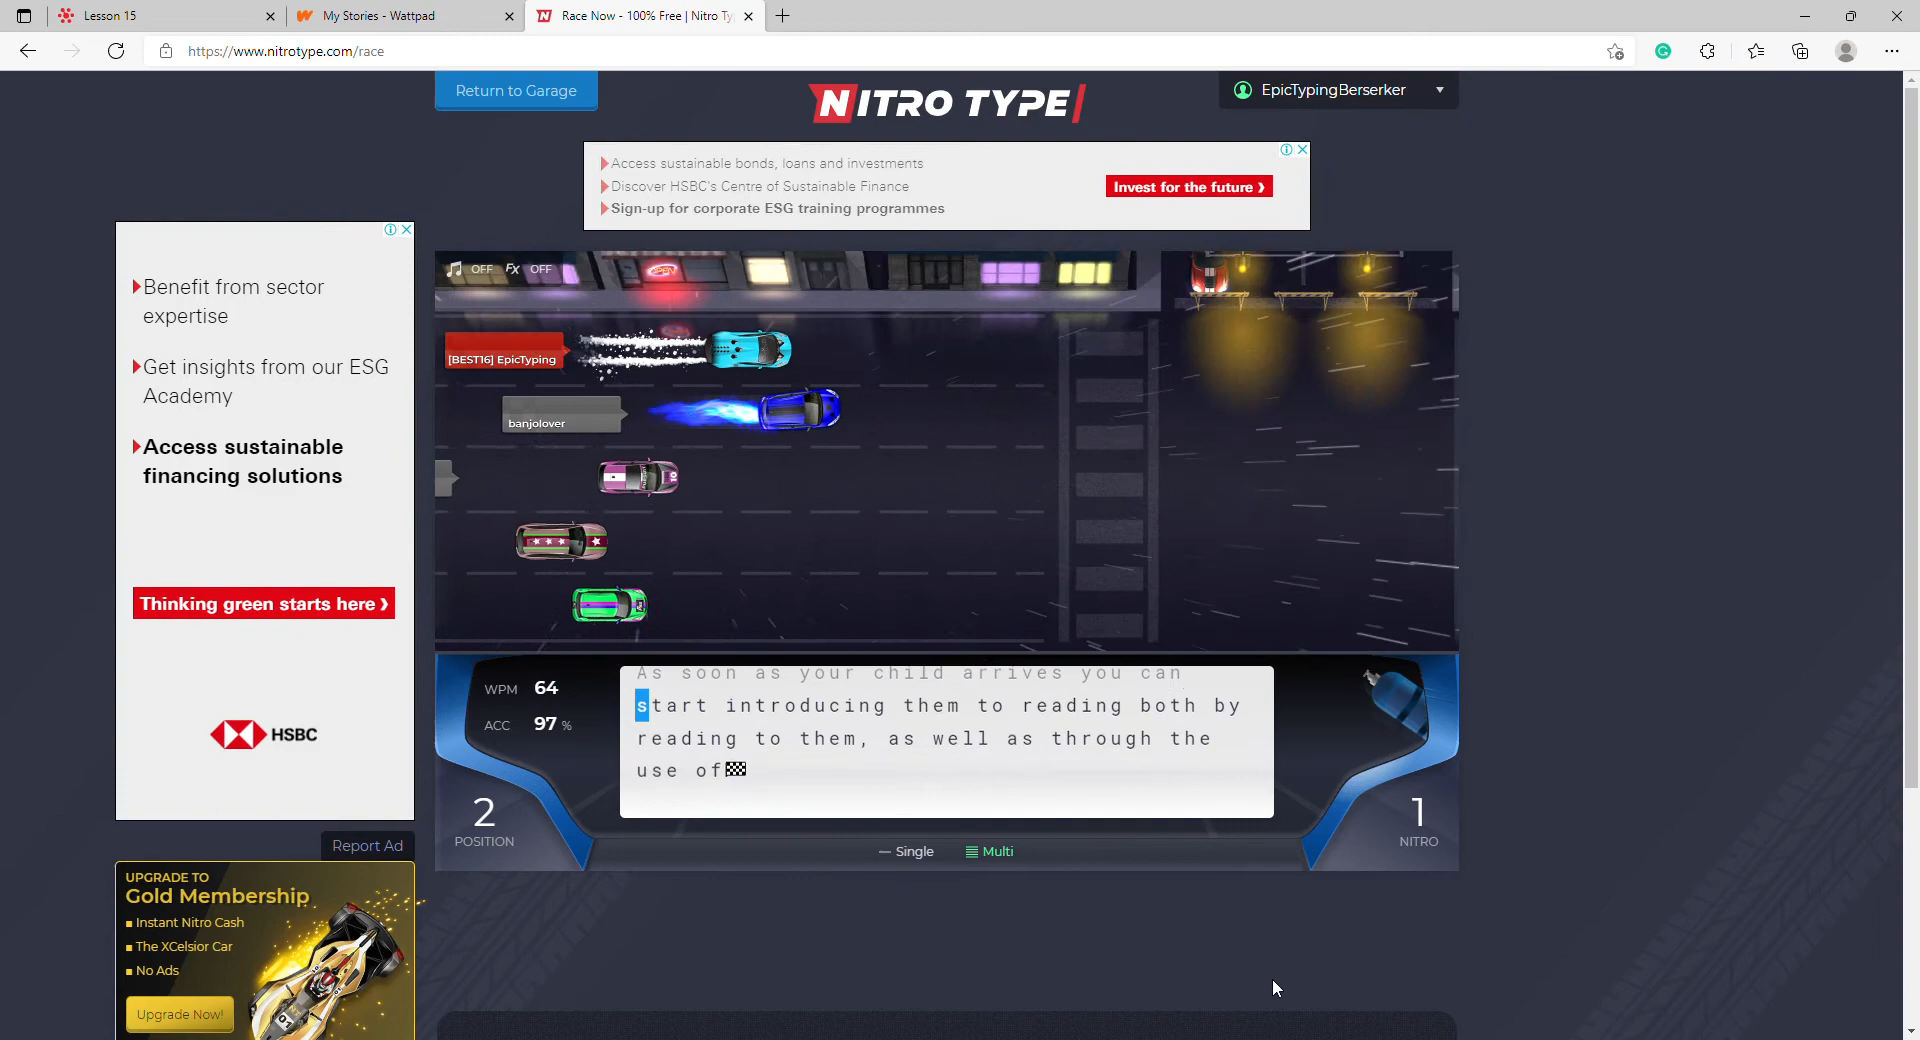 Lesson 15
My Stories - Wattpad
Race Now - 100% Free | Nitro Ty
https://www.nitrotype.com/race
Return to Garage
NITRO TYPE
EpicTypingBerserker
Access sustainable bonds, loans and investments
Discover HSBC's Centre of Sustainable Finance
Sign-up for corporate ESG training programmes
Invest for the future
Benefit from sector
expertise
Get insights from our ESG
Academy
Access sustainable
financing solutions
Thinking green starts here
HSBC
Report Ad
UPGRADE TO
Gold Membership
Instant Nitro Cash
The XCelsior Car
No Ads
Upgrade Now!
OFF FX OFF
OPEN
[BEST16] EpicTyping
banjolover
WPM 64
ACC 97 %
2
POSITION
As soon as your child arrives you can
start introducing them to reading both by
reading to them, as well as through the
use of
Single Multi
1
NITRO